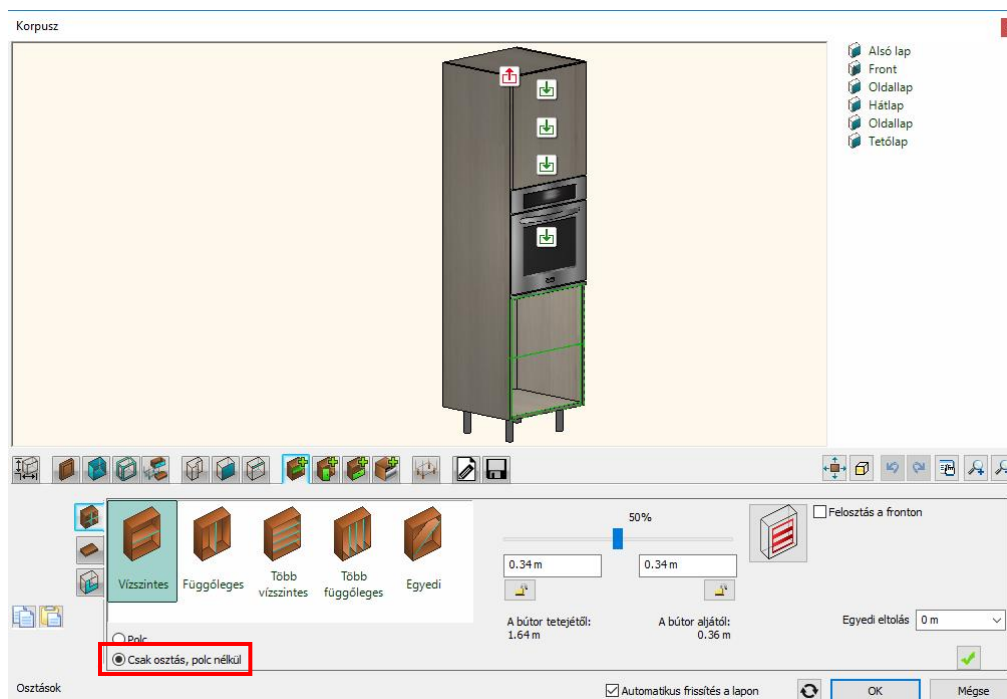 Korpusz
Alsó lap
Front
Oldallap
Hátlap
Oldallap
Tetőlap
50%
Felosztás a fronton
0.34 m
0.34 m
Vízszintes
Függőleges
Több vízszintes
Több függőleges
Egyedi
A bútor tetejétől:
1.64 m
A bútor aljától:
0.36 m
Egyedi eltolás
0 m
Polc
Csak osztás, polc nélkül
Osztások
Automatikus frissítés a lapon
OK
Mégse